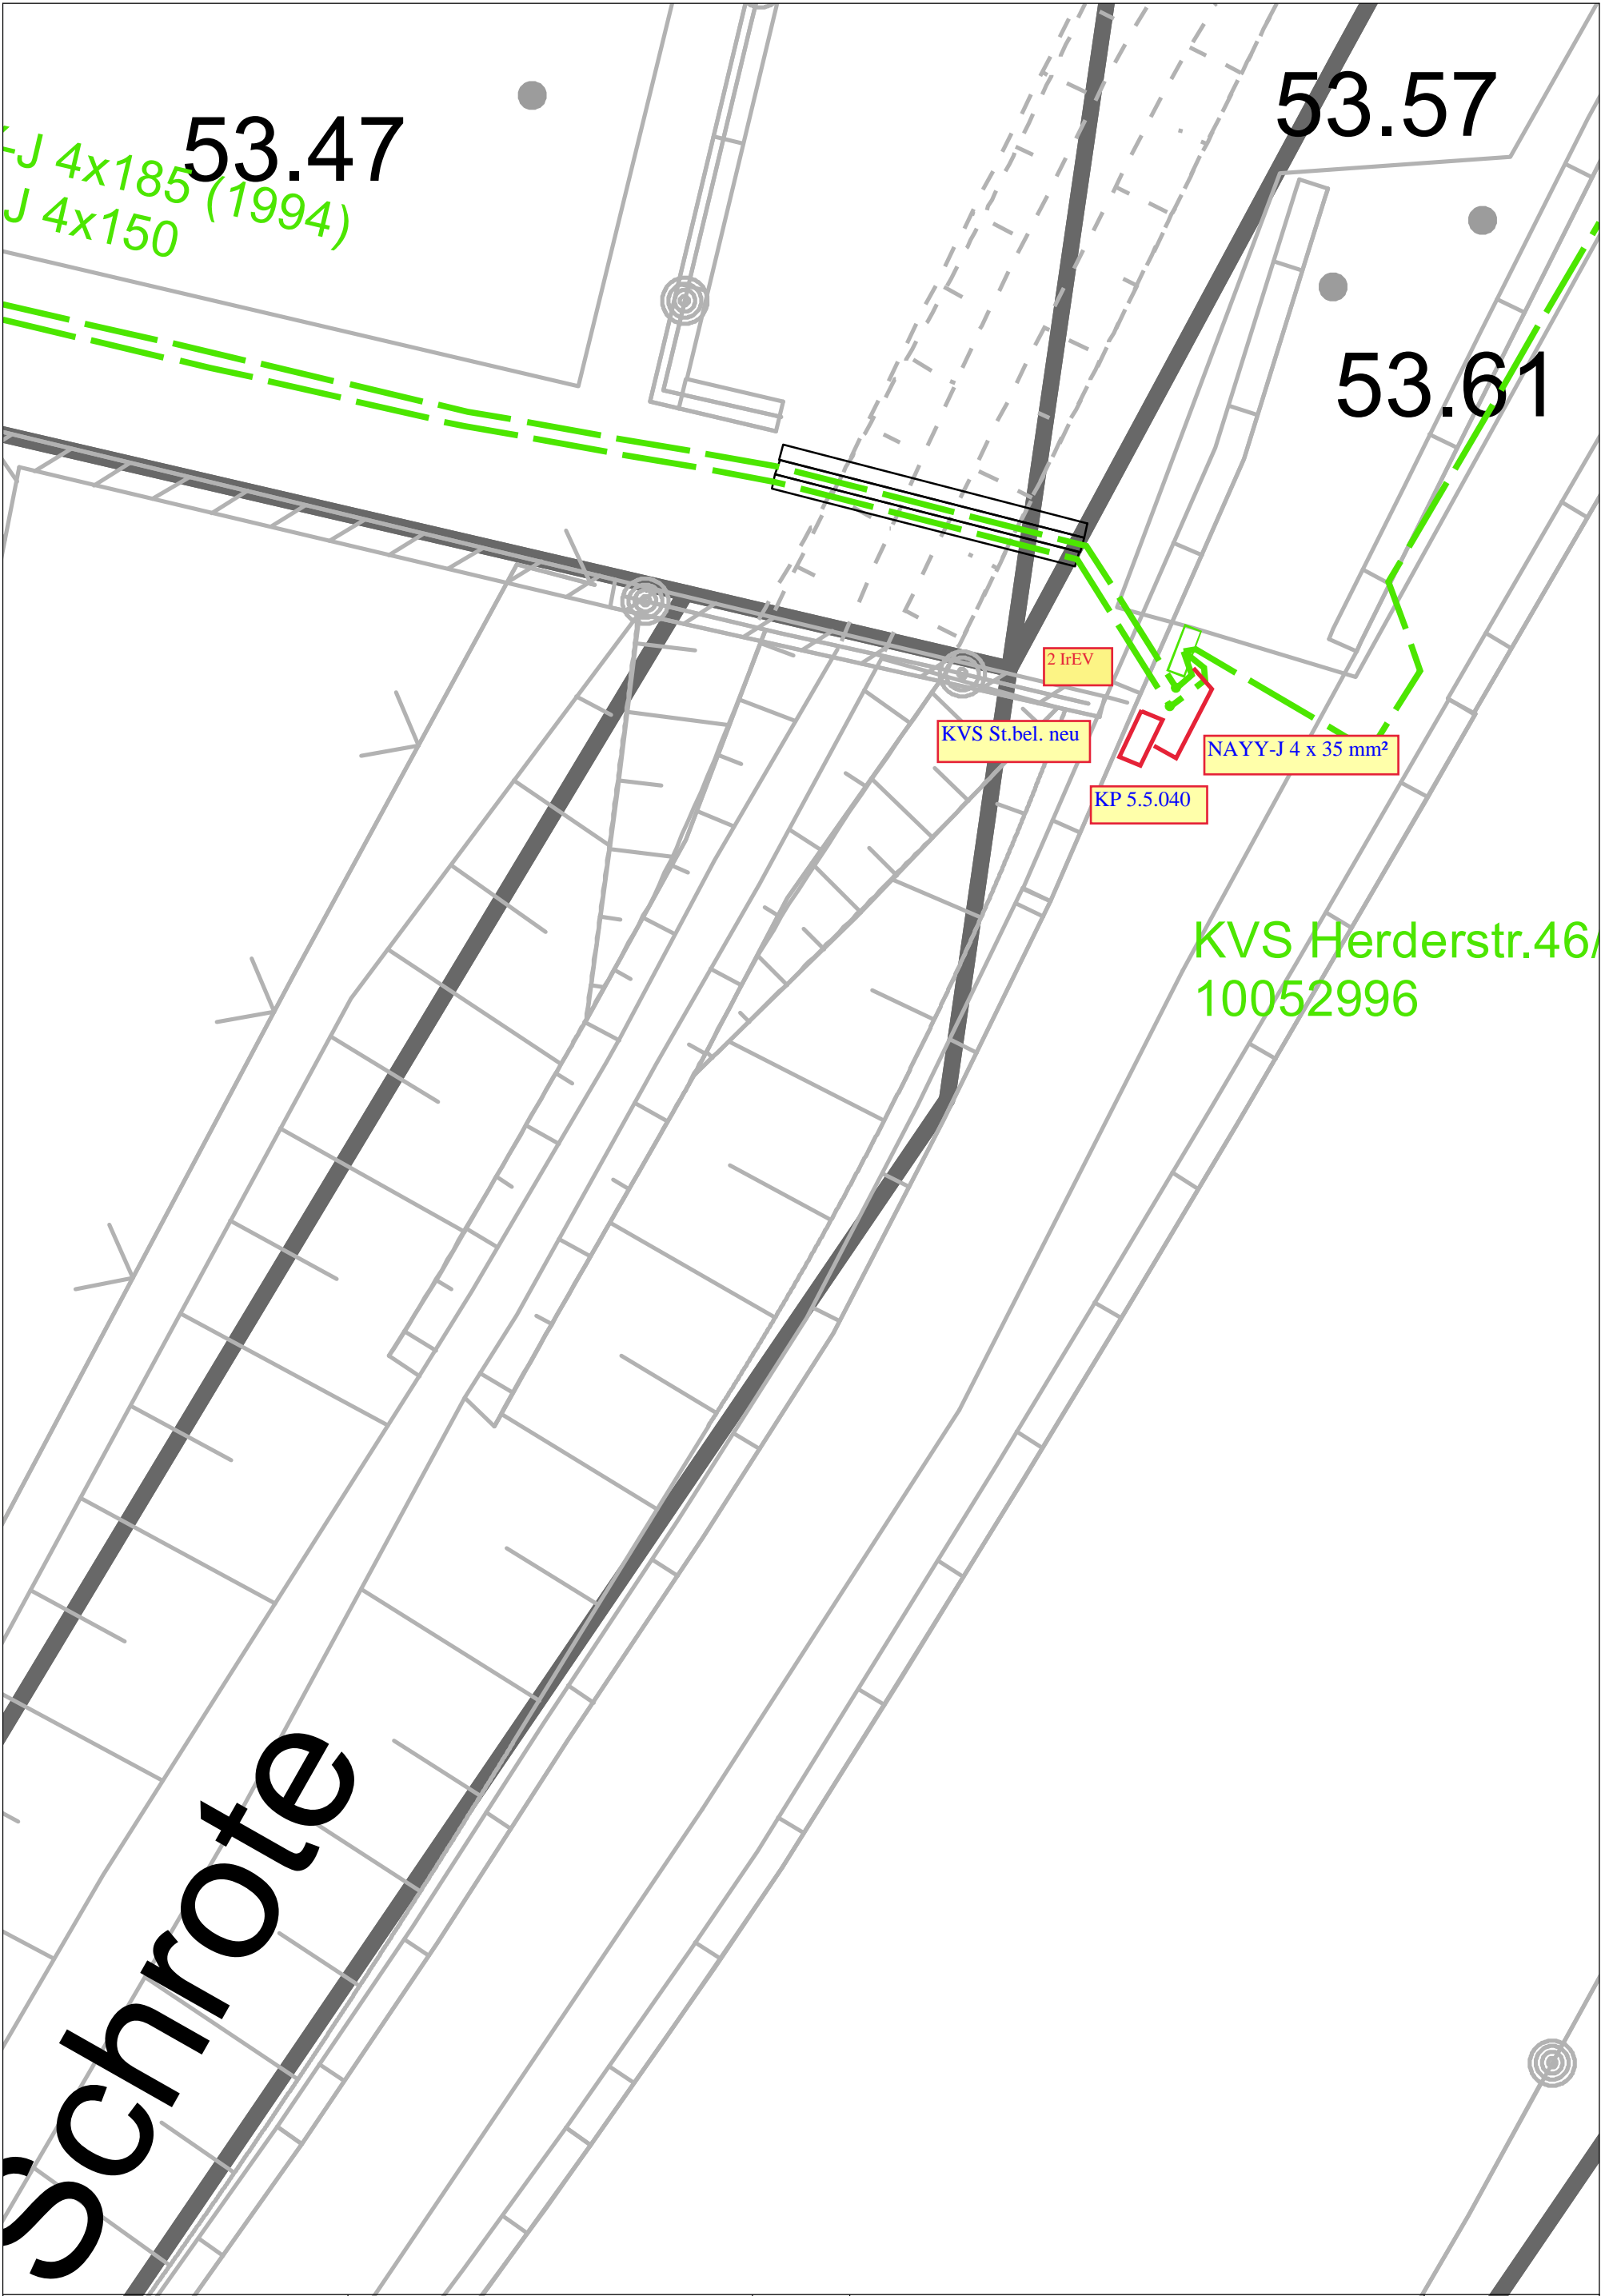 53.57
53.47
-J 4x185 (1994)
J 4x150
53.61
2 IrEV
KVS St.bel. neu
NAYY-J 4 x 35 mm²
KP 5.5.040
KVS Herderstr.46/
10052996
Schrote